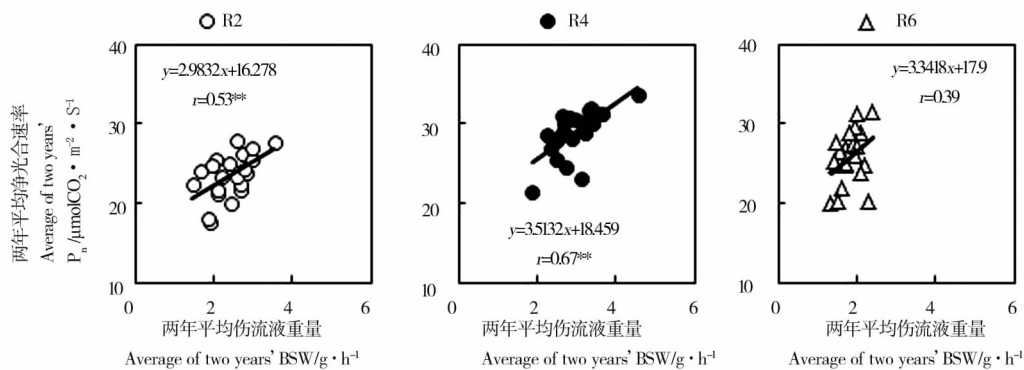 R2
R4
R6
两年平均净光合速率
Average of two years'
Pn /μmolCO2·m⁻²·S⁻¹
40
30
20
10
y=2.9832x+16.278
r=0.53**
0
2
4
6
两年平均伤流液重量
Average of two years' BSW/g·h⁻¹
40
30
20
10
y=3.5132x+18.459
r=0.67**
0
2
4
6
两年平均伤流液重量
Average of two years' BSW/g·h⁻¹
40
30
20
10
y=3.3418x+17.9
r=0.39
0
2
4
6
两年平均伤流液重量
Average of two years' BSW/g·h⁻¹